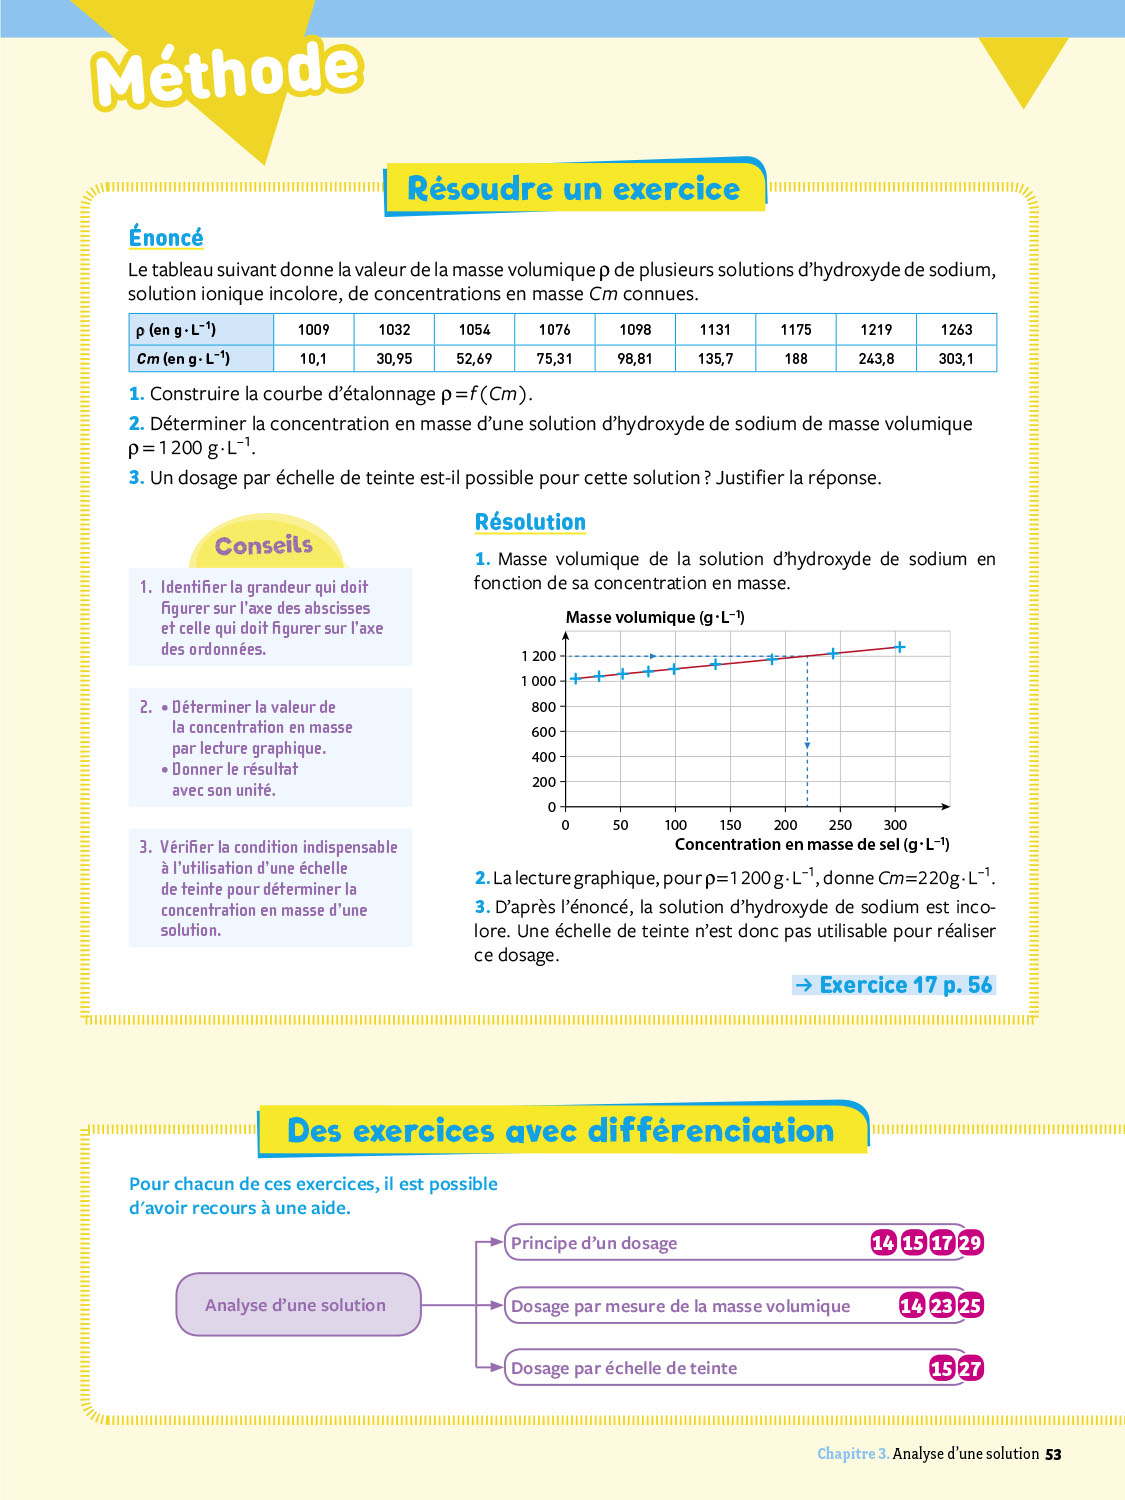 Méthode
Résoudre un exercice
Énoncé
Le tableau suivant donne la valeur de la masse volumique ρ de plusieurs solutions d'hydroxyde de sodium,
solution ionique incolore, de concentrations en masse Cm connues.
ρ (en g·L⁻¹) 1009 1032 1054 1076 1098 1131 1175 1219 1263
Cm (en g·L⁻¹) 10,1 30,95 52,69 75,31 98,81 135,7 188 243,8 303,1
1. Construire la courbe d'étalonnage ρ = f (Cm).
2. Déterminer la concentration en masse d'une solution d'hydroxyde de sodium de masse volumique
ρ = 1 200 g·L⁻¹.
3. Un dosage par échelle de teinte est-il possible pour cette solution ? Justifier la réponse.
Conseils
1. Identifier la grandeur qui doit
figurer sur l'axe des abscisses
et celle qui doit figurer sur l'axe
des ordonnées.
2. • Déterminer la valeur de
la concentration en masse
par lecture graphique.
• Donner le résultat
avec son unité.
3. Vérifier la condition indispensable
à l'utilisation d'une échelle
de teinte pour déterminer la
concentration en masse d'une
solution.
Résolution
1. Masse volumique de la solution d'hydroxyde de sodium en
fonction de sa concentration en masse.
Masse volumique (g·L⁻¹)
1 200
1 000
800
600
400
200
0
0 50 100 150 200 250 300
Concentration en masse de sel (g·L⁻¹)
2. La lecture graphique, pour ρ=1 200 g·L⁻¹, donne Cm=220g·L⁻¹.
3. D'après l'énoncé, la solution d'hydroxyde de sodium est inco-
lore. Une échelle de teinte n'est donc pas utilisable pour réaliser
ce dosage.
→ Exercice 17 p. 56
Des exercices avec différenciation
Pour chacun de ces exercices, il est possible
d'avoir recours à une aide.
Analyse d'une solution
Principe d'un dosage 14 15 17 29
Dosage par mesure de la masse volumique 14 23 25
Dosage par échelle de teinte 15 27
Chapitre 3. Analyse d'une solution 53